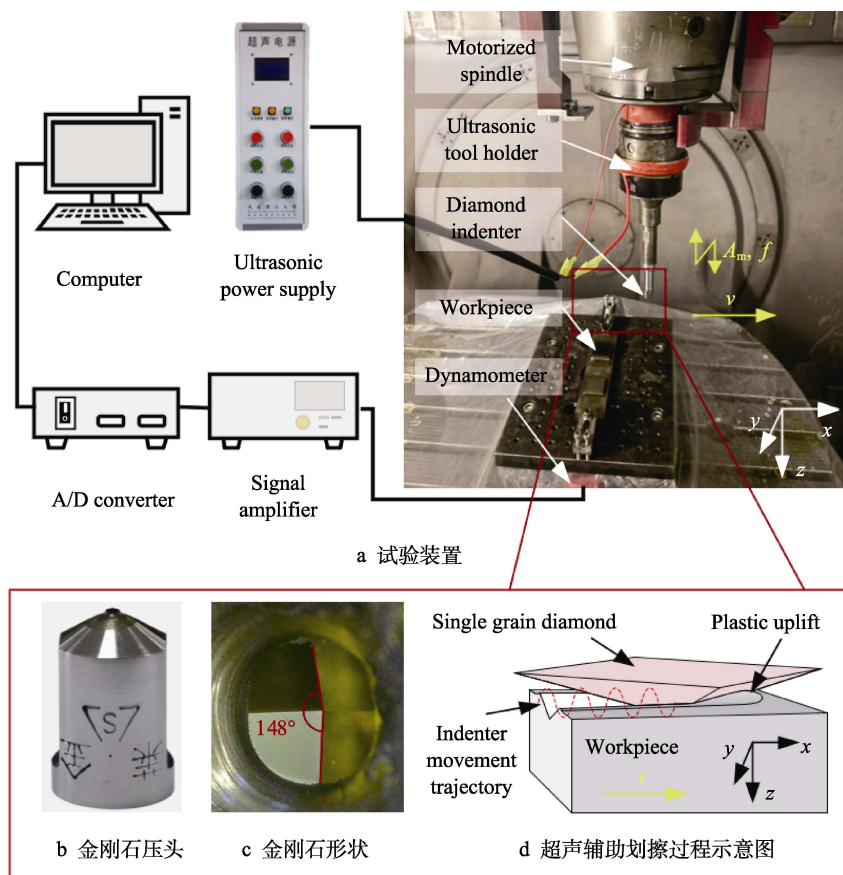 超声电源
Motorized
spindle
Ultrasonic
tool holder
Diamond
indenter
Workpiece
Dynamometer
A_m, f
v
y
x
z
Computer
Ultrasonic
power supply
A/D converter
Signal
amplifier
a 试验装置
S
148°
Single grain diamond
Plastic uplift
Indenter
movement
trajectory
Workpiece
v
y
x
z
b 金刚石压头
c 金刚石形状
d 超声辅助划擦过程示意图